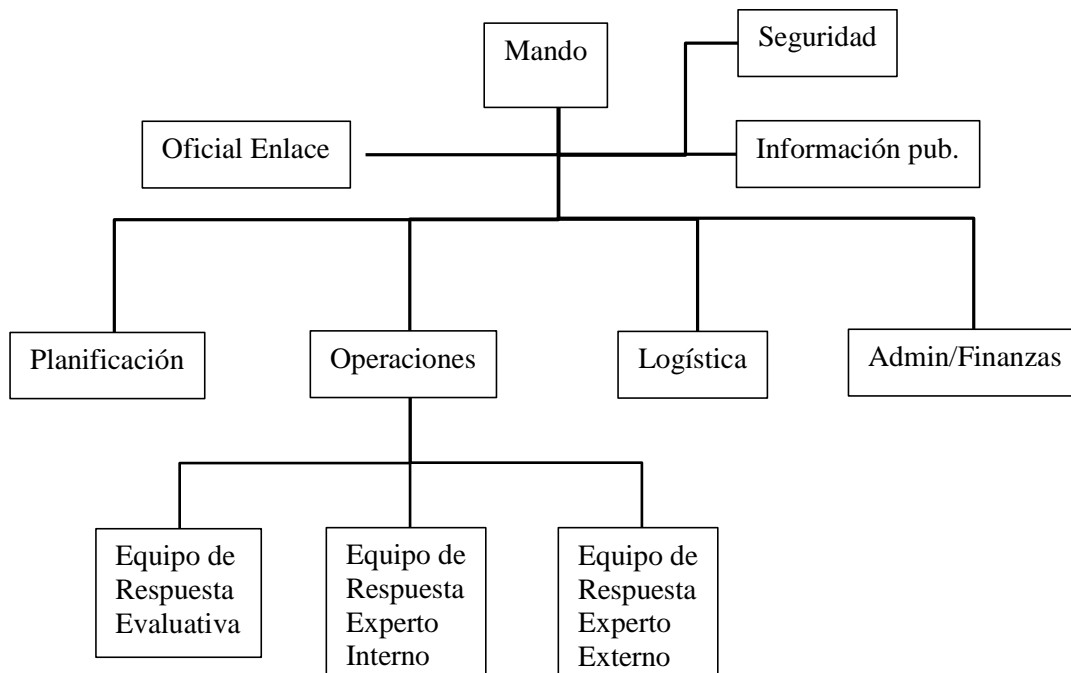 Mando
Seguridad
Oficial Enlace
Información pub.
Planificación
Operaciones
Logística
Admin/Finanzas
Equipo de
Respuesta
Evaluativa
Equipo de
Respuesta
Experto
Interno
Equipo de
Respuesta
Experto
Externo